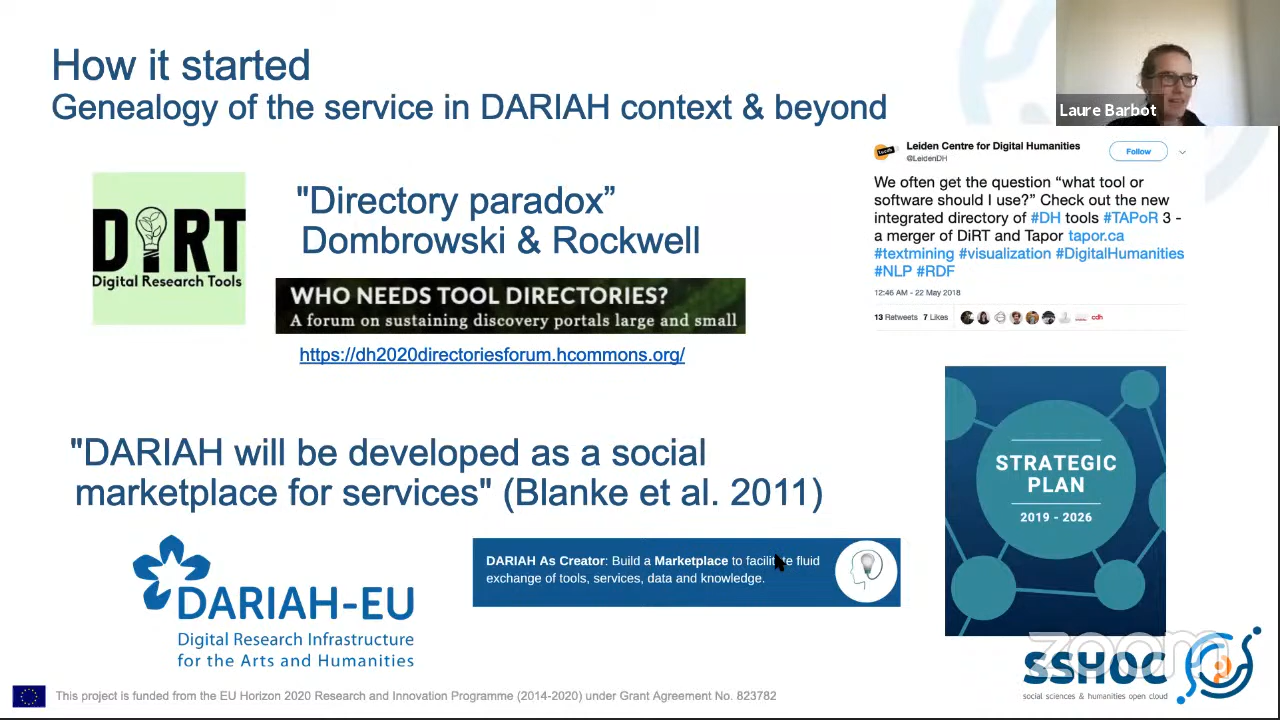 How it started
Genealogy of the service in DARIAH context & beyond
Laure Barbot
DiRT
Digital Research Tools
"Directory paradox”
Dombrowski & Rockwell
WHO NEEDS TOOL DIRECTORIES?
A forum on sustaining discovery portals large and small
https://dh2020directoriesforum.hcommons.org/
Leiden Centre for Digital Humanities
@LeidenDH
Follow
We often get the question “what tool or
software should I use?” Check out the new
integrated directory of #DH tools #TAPoR 3 -
a merger of DiRT and Tapor tapor.ca
#textmining #visualization #DigitalHumanities
#NLP #RDF
12:46 AM - 22 May 2018
13 Retweets 7 Likes
cdh
"DARIAH will be developed as a social
marketplace for services" (Blanke et al. 2011)
STRATEGIC
PLAN
2019 - 2026
DARIAH-EU
Digital Research Infrastructure
for the Arts and Humanities
DARIAH As Creator: Build a Marketplace to facilitate fluid
exchange of tools, services, data and knowledge.
zoom
SSHOC
social sciences & humanities open cloud
This project is funded from the EU Horizon 2020 Research and Innovation Programme (2014-2020) under Grant Agreement No. 823782